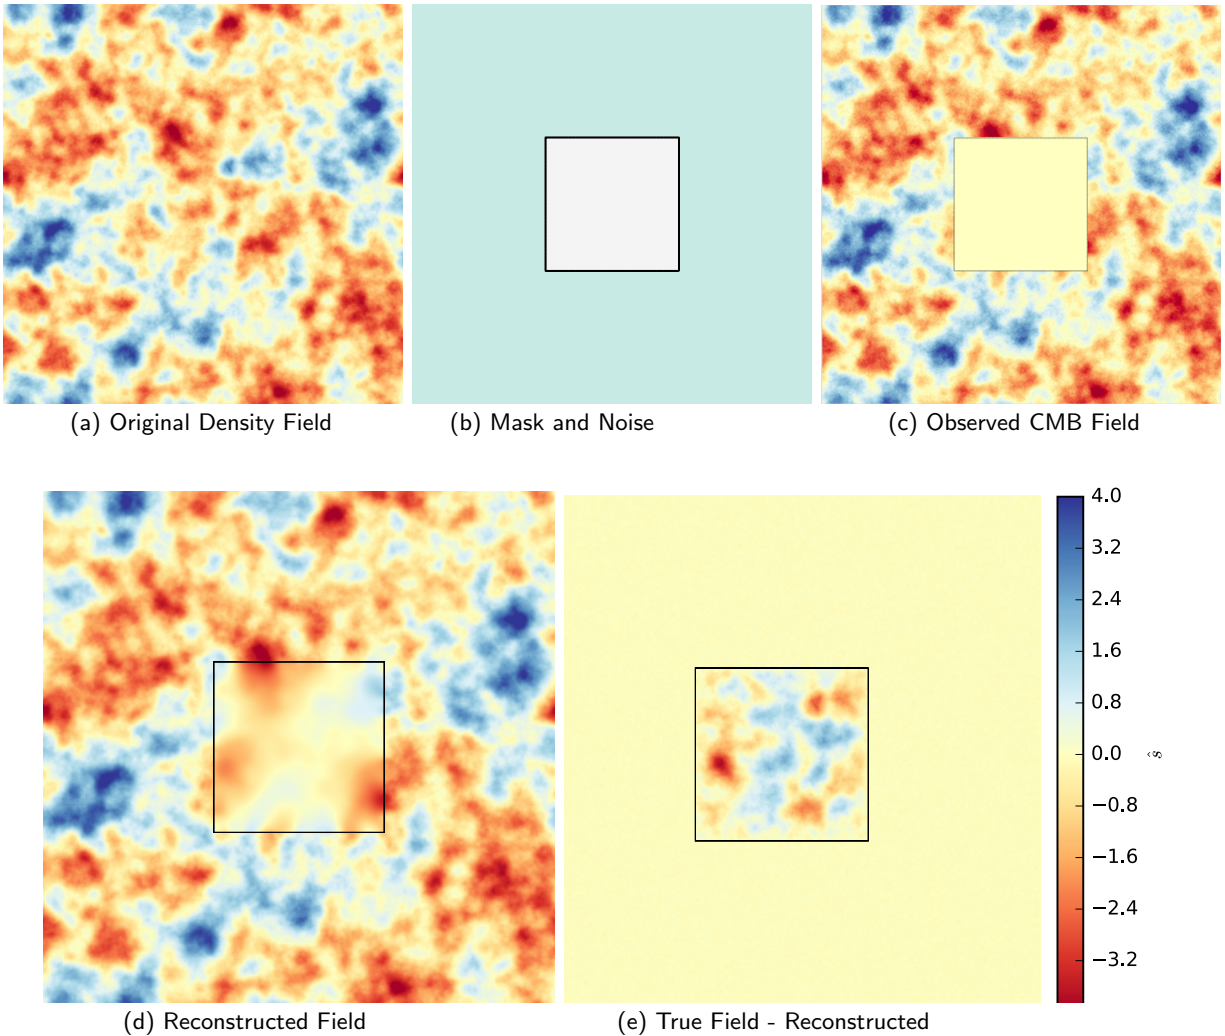 (a) Original Density Field
(b) Mask and Noise
(c) Observed CMB Field
4.0
3.2
2.4
1.6
0.8
0.0
−0.8
−1.6
−2.4
−3.2
ŝ
(d) Reconstructed Field
(e) True Field - Reconstructed